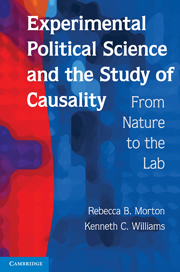 Experimental
Political Science
and the Study of
Causality
From
Nature
to the
Lab
Rebecca B. Morton
Kenneth C. Williams
CAMBRIDGE